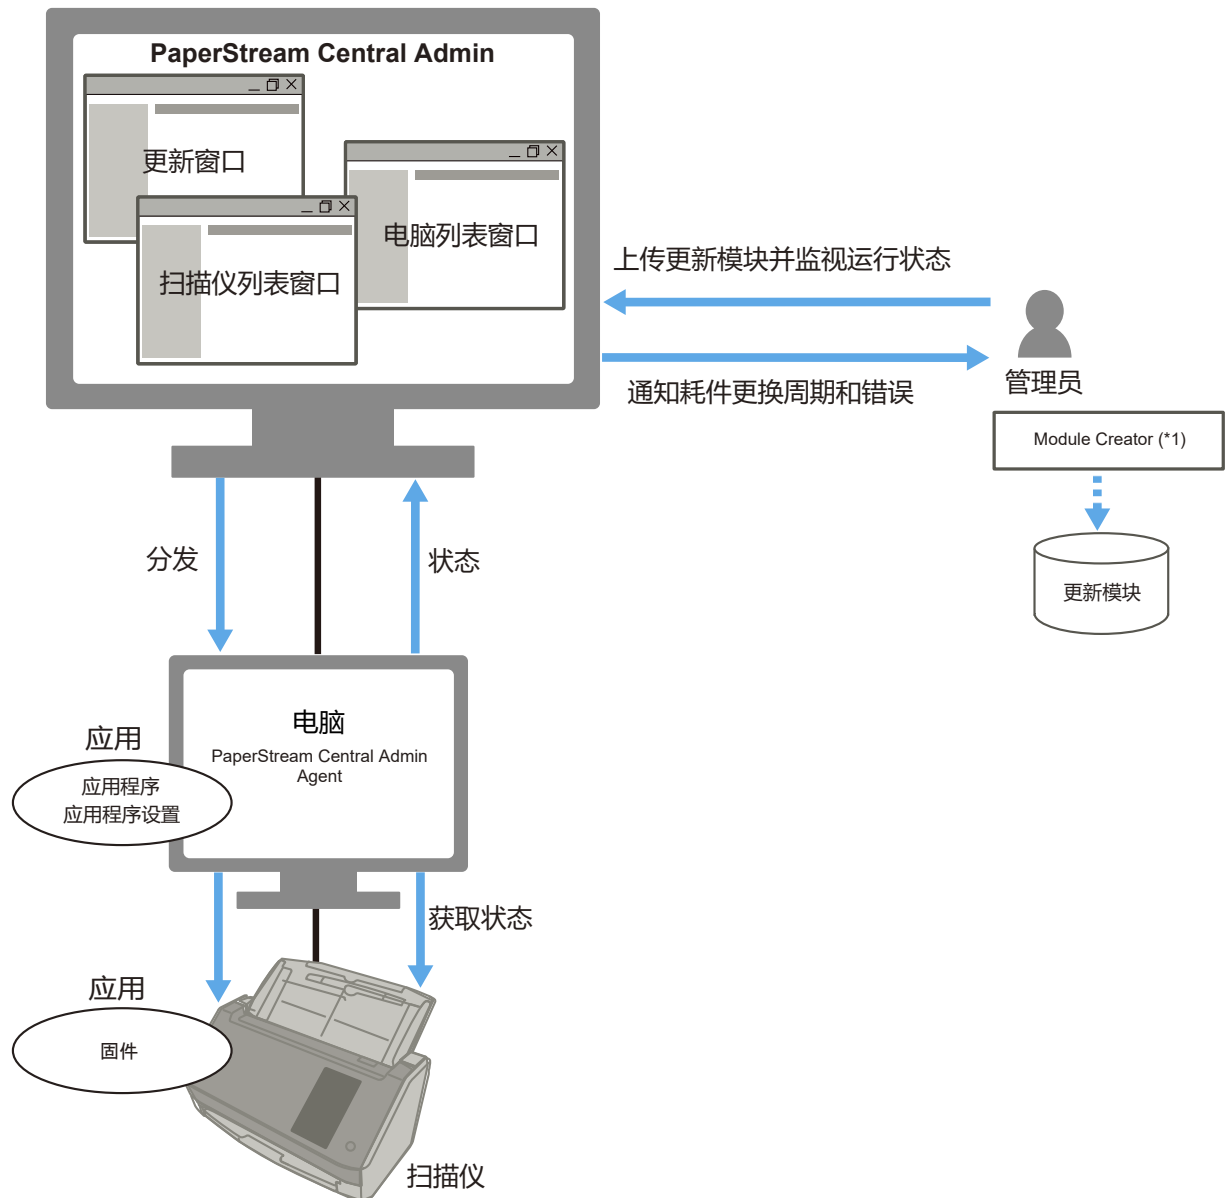 PaperStream Central Admin
更新窗口
电脑列表窗口
扫描仪列表窗口
上传更新模块并监视运行状态
通知耗件更换周期和错误
管理员
Module Creator (*1)
更新模块
分发
状态
电脑
PaperStream Central Admin
Agent
应用
应用程序
应用程序设置
获取状态
应用
固件
扫描仪